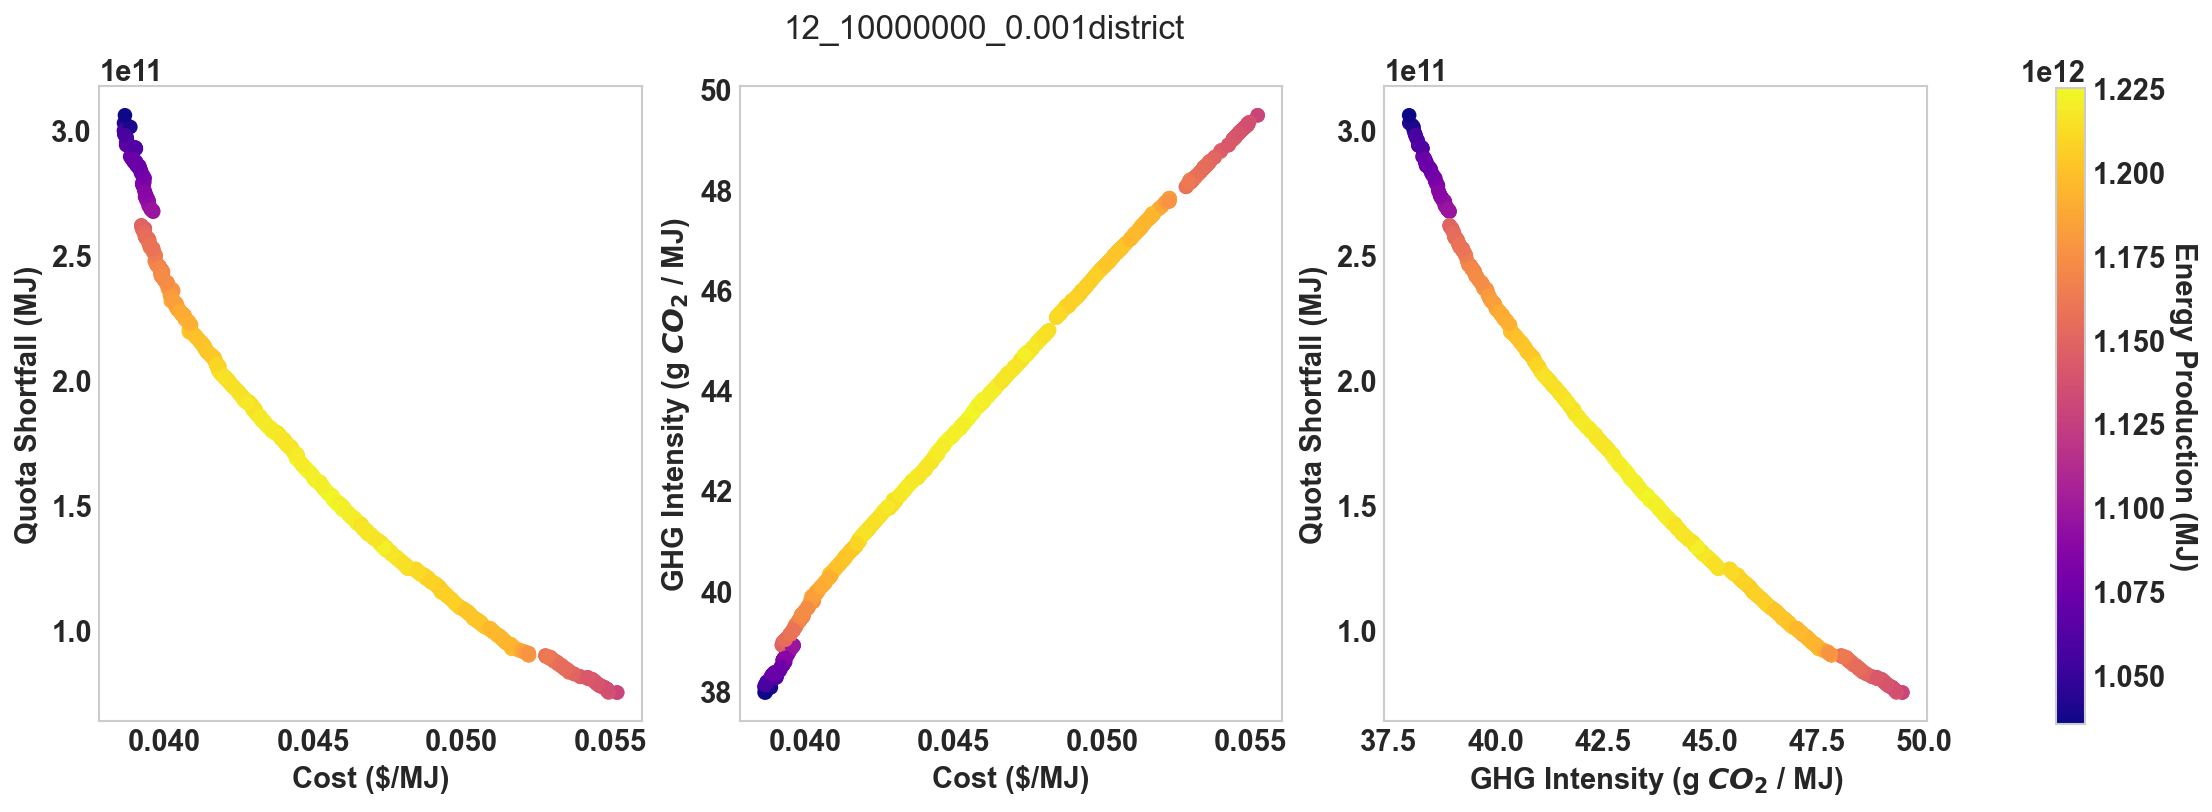 12_10000000_0.001district
1e11
3.0
2.5
2.0
1.5
1.0
Quota Shortfall (MJ)
0.040 0.045 0.050 0.055
Cost ($/MJ)
50
48
46
44
42
40
38
GHG Intensity (g CO₂ / MJ)
0.040 0.045 0.050 0.055
Cost ($/MJ)
1e11
3.0
2.5
2.0
1.5
1.0
Quota Shortfall (MJ)
37.5 40.0 42.5 45.0 47.5 50.0
GHG Intensity (g CO₂ / MJ)
1e12
1.225
1.200
1.175
1.150
1.125
1.100
1.075
1.050
Energy Production (MJ)